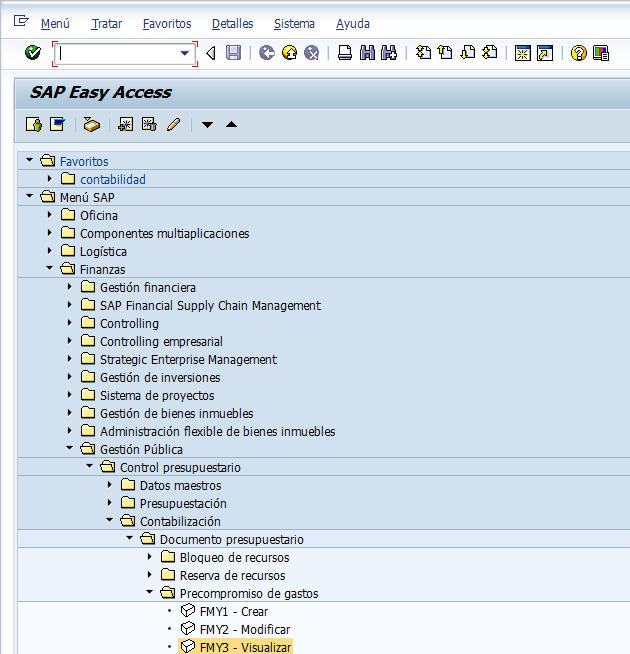 Menú Tratar Favoritos Detalles Sistema Ayuda
SAP Easy Access
Favoritos
contabilidad
Menú SAP
Oficina
Componentes multiaplicaciones
Logística
Finanzas
Gestión financiera
SAP Financial Supply Chain Management
Controlling
Controlling empresarial
Strategic Enterprise Management
Gestión de inversiones
Sistema de proyectos
Gestión de bienes inmuebles
Administración flexible de bienes inmuebles
Gestión Pública
Control presupuestario
Datos maestros
Presupuestación
Contabilización
Documento presupuestario
Bloqueo de recursos
Reserva de recursos
Precompromiso de gastos
FMY1 - Crear
FMY2 - Modificar
FMY3 - Visualizar